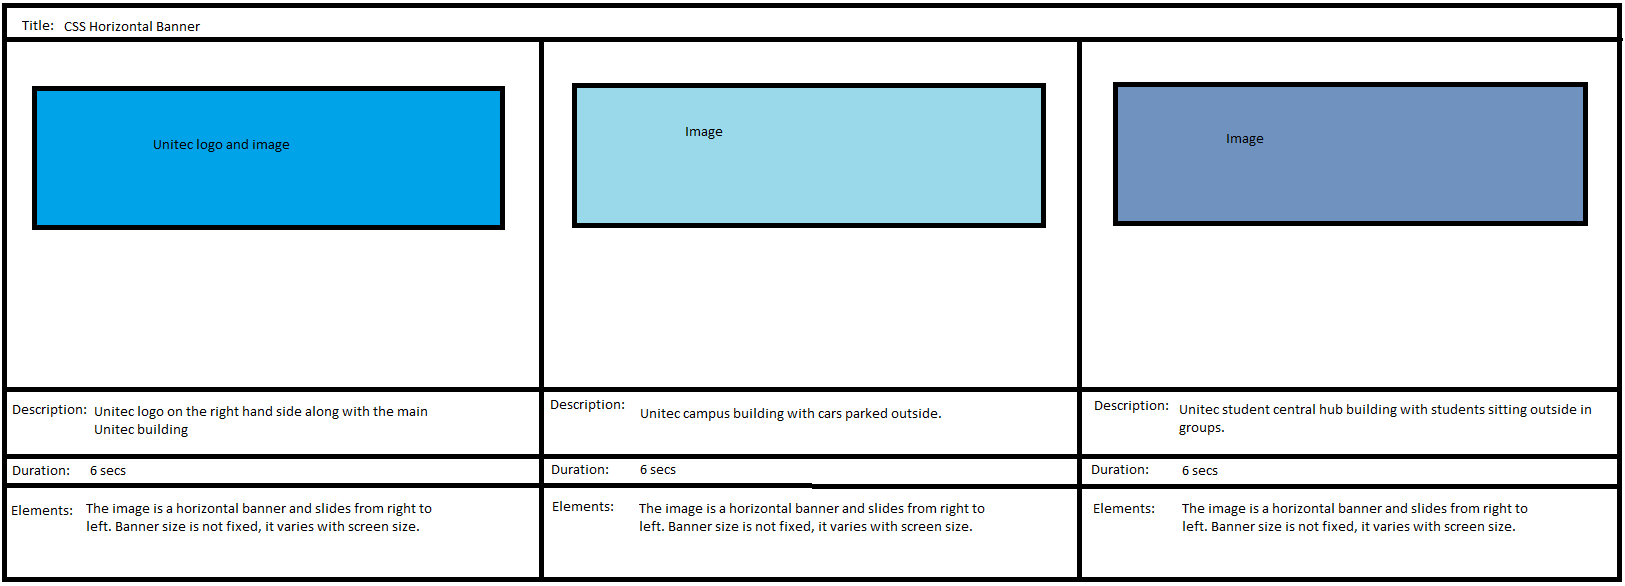 Title: CSS Horizontal Banner
Unitec logo and image
Image
Image
Description: Unitec logo on the right hand side along with the main
Unitec building
Description: Unitec campus building with cars parked outside.
Description: Unitec student central hub building with students sitting outside in
groups.
Duration: 6 secs
Duration: 6 secs
Duration: 6 secs
Elements: The image is a horizontal banner and slides from right to
left. Banner size is not fixed, it varies with screen size.
Elements: The image is a horizontal banner and slides from right to
left. Banner size is not fixed, it varies with screen size.
Elements: The image is a horizontal banner and slides from right to
left. Banner size is not fixed, it varies with screen size.